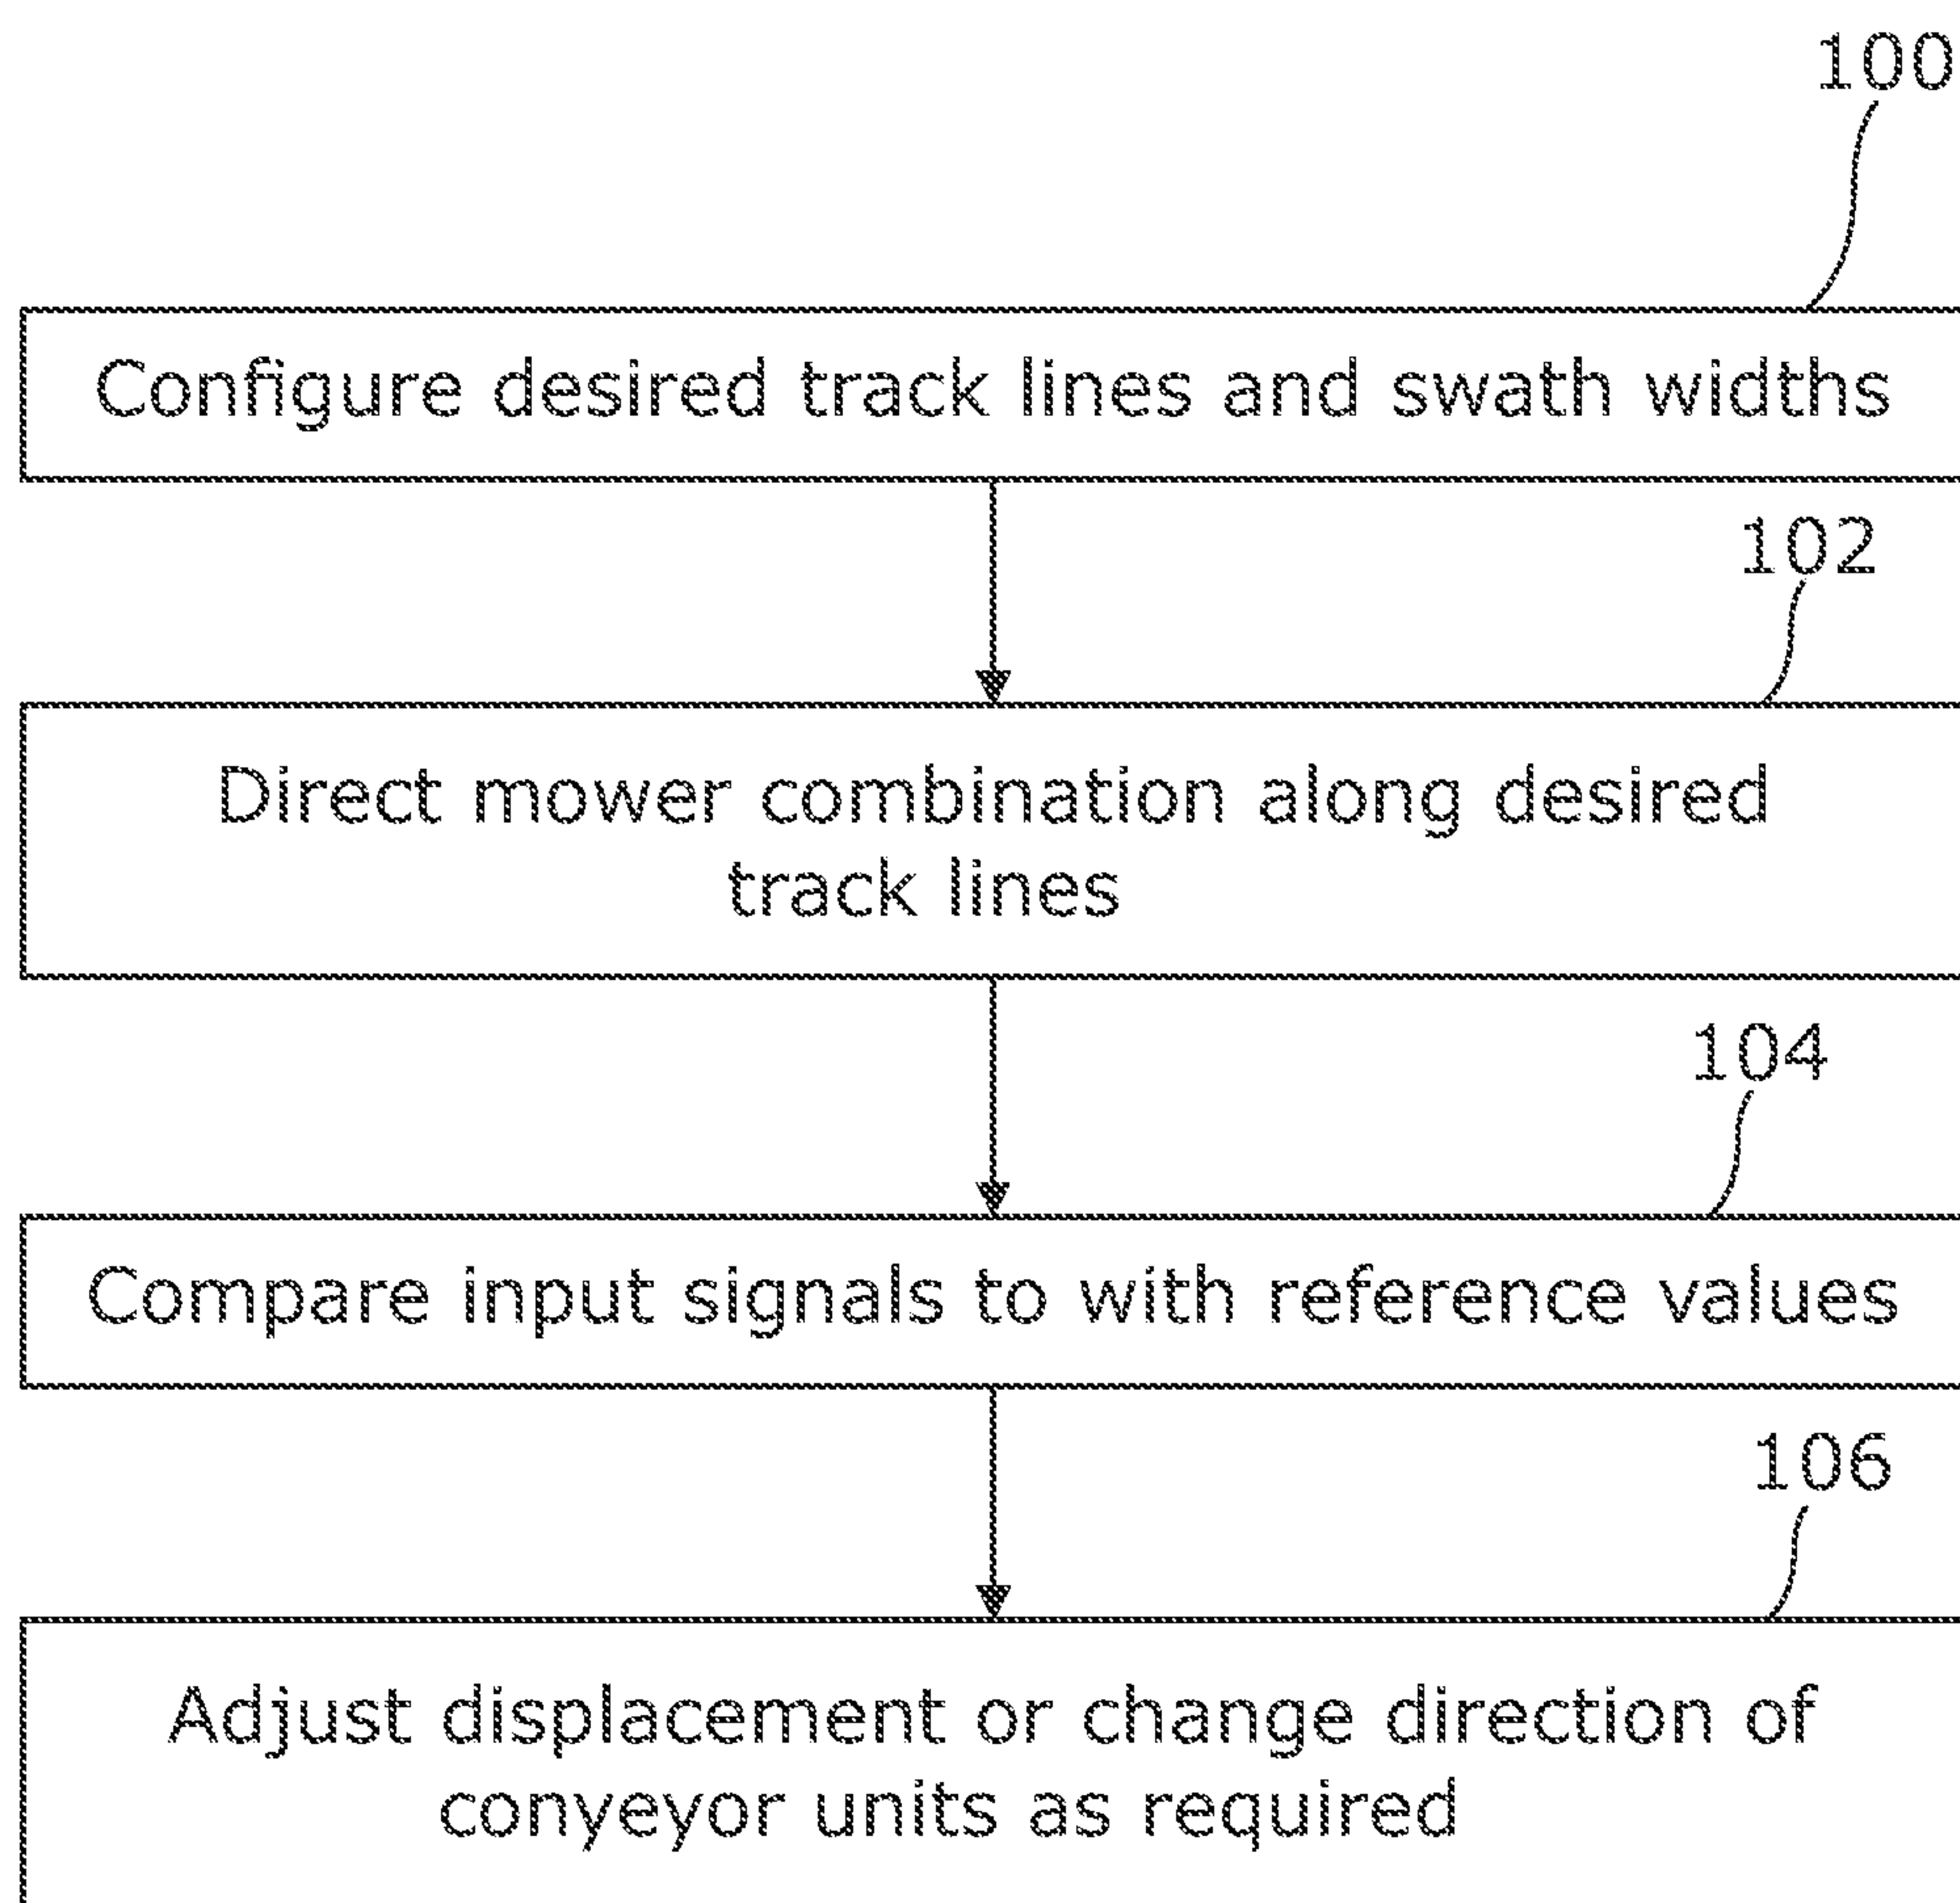 100
Configure desired track lines and swath widths
102
Direct mower combination along desired
track lines
104
Compare input signals to with reference values
106
Adjust displacement or change direction of
conyeyor units as required